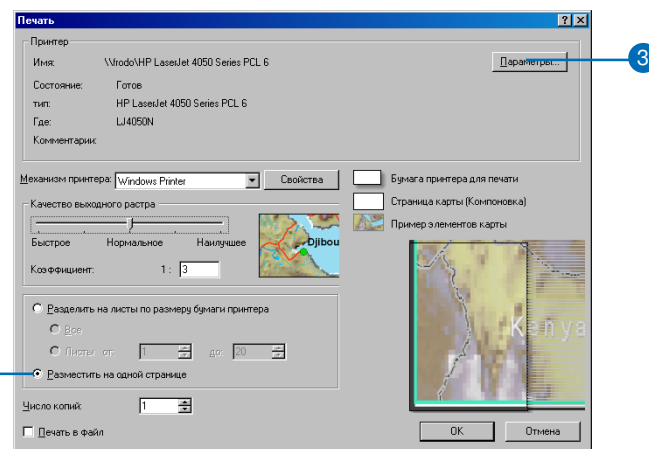 Печать
Принтер
Имя: \\frodo\HP LaserJet 4050 Series PCL 6
Параметры...
3
Состояние: Готов
тип: HP LaserJet 4050 Series PCL 6
Где: LJ4050N
Комментарии:
Механизм принтера: Windows Printer Свойства
Бумага принтера для печати
Страница карты (Компоновка)
Пример элементов карты
Качество выходного растра
Быстрое Нормальное Наилучшее
Djibou
Коэффициент: 1: 3
Разделить на листы по размеру бумаги принтера
Все
Листы от: 1 до: 20
Разместить на одной странице
Kenya
Число копий: 1
Печать в файл
OK Отмена